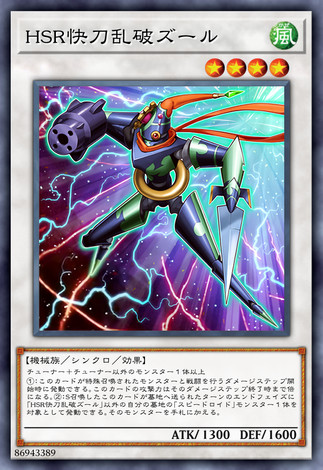 HSR快刀乱破ズール
風
【機械族／シンクロ／効果】
チューナー＋チューナー以外のモンスター１体以上
①：このカードが特殊召喚されたモンスターと戦闘を行うダメージステップ開始
時に発動できる。このカードの攻撃力はそのダメージステップ終了時まで倍に
なる。②：S召喚したこのカードが墓地へ送られたターンのエンドフェイズに
「HSR快刀乱破ズール」以外の自分の墓地の「スピードロイド」モンスター１体を
対象として発動できる。そのモンスターを手札に加える。
ATK/ 1300 DEF/1600
86943389